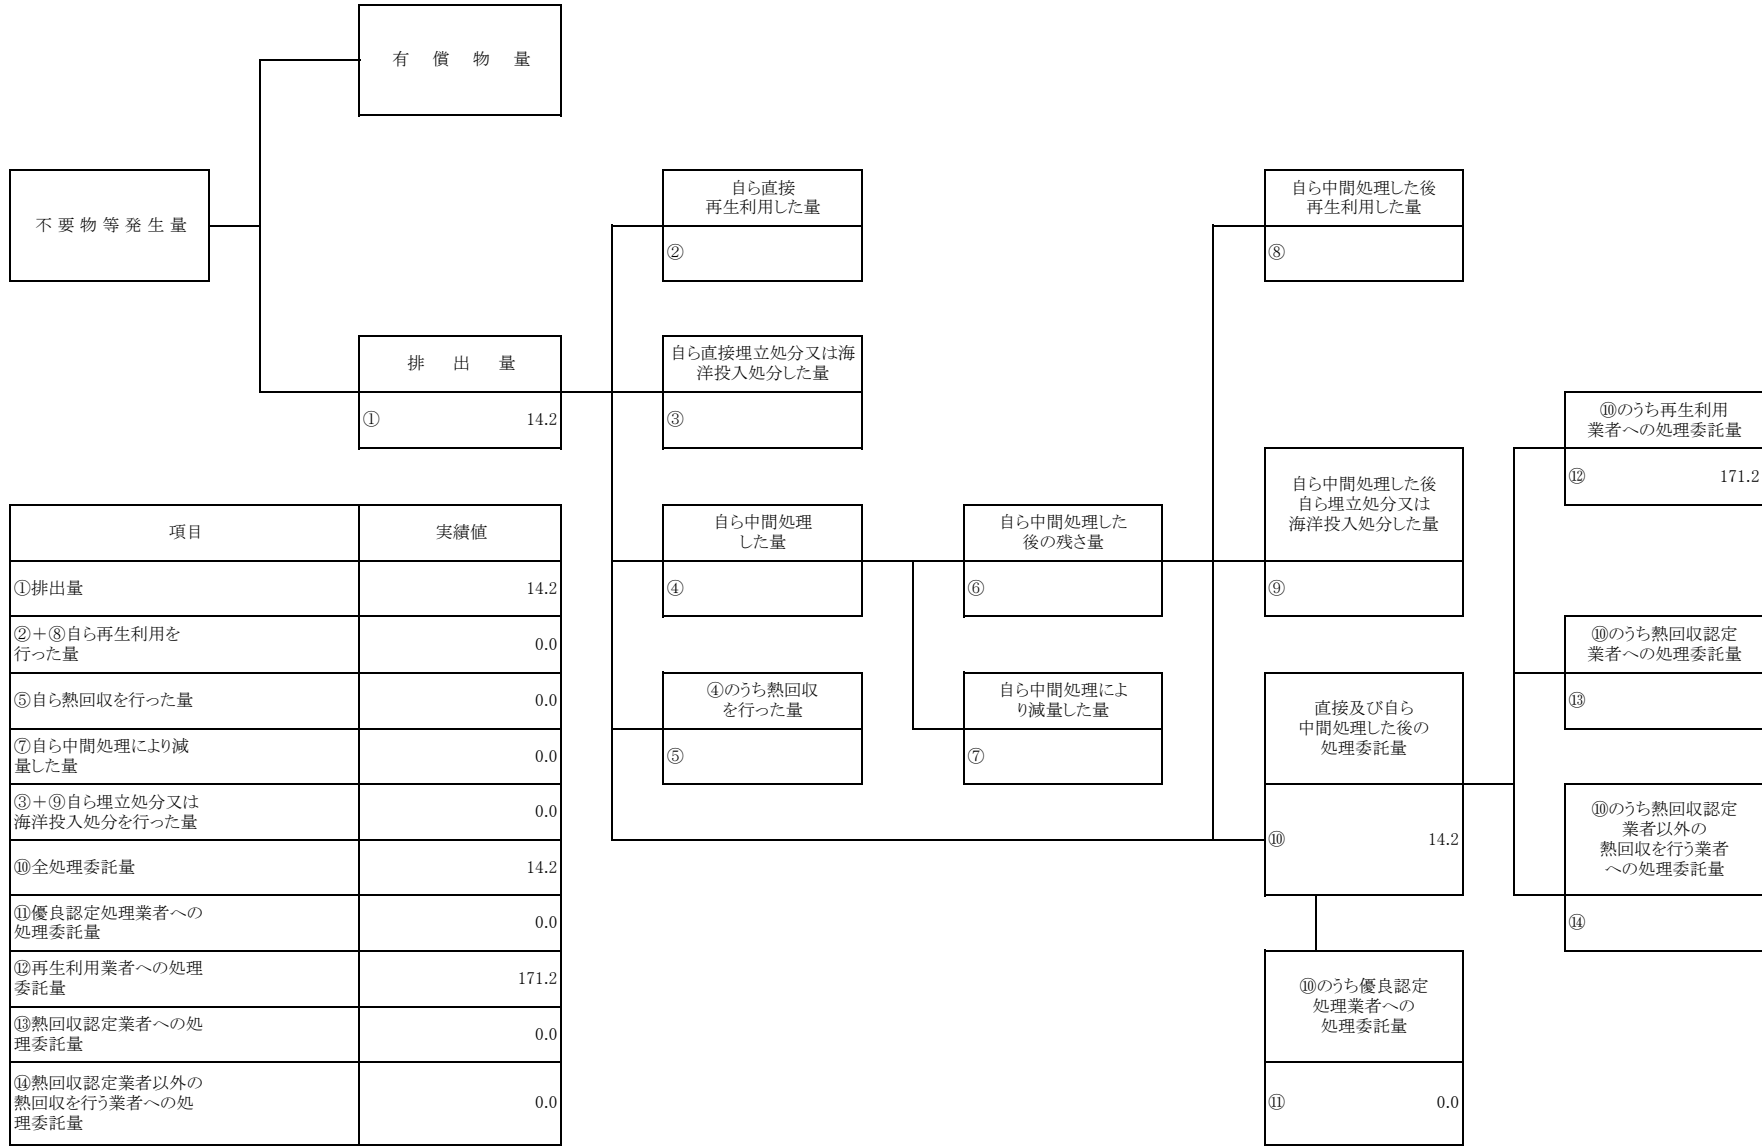 有 償 物 量
不要物等発生量
自ら直接
再生利用した量
②
自ら中間処理した後
再生利用した量
⑧
排 出 量
① 14.2
自ら直接埋立処分又は海
洋投入処分した量
③
⑩のうち再生利用
業者への処理委託量
⑫ 171.2
自ら中間処理
した量
④
自ら中間処理した
後の残さ量
⑥
自ら中間処理した後
自ら埋立処分又は
海洋投入処分した量
⑨
⑩のうち熱回収認定
業者への処理委託量
⑬
④のうち熱回収
を行った量
⑤
自ら中間処理によ
り減量した量
⑦
直接及び自ら
中間処理した後の
処理委託量
⑩ 14.2
⑩のうち熱回収認定
業者以外の
熱回収を行う業者
への処理委託量
⑭
⑩のうち優良認定
処理業者への
処理委託量
⑪ 0.0
項目 実績値
①排出量 14.2
②＋⑧自ら再生利用を
行った量 0.0
⑤自ら熱回収を行った量 0.0
⑦自ら中間処理により減
量した量 0.0
③＋⑨自ら埋立処分又は
海洋投入処分を行った量 0.0
⑩全処理委託量 14.2
⑪優良認定処理業者への
処理委託量 0.0
⑫再生利用業者への処理
委託量 171.2
⑬熱回収認定業者への処
理委託量 0.0
⑭熱回収認定業者以外の
熱回収を行う業者への処
理委託量 0.0